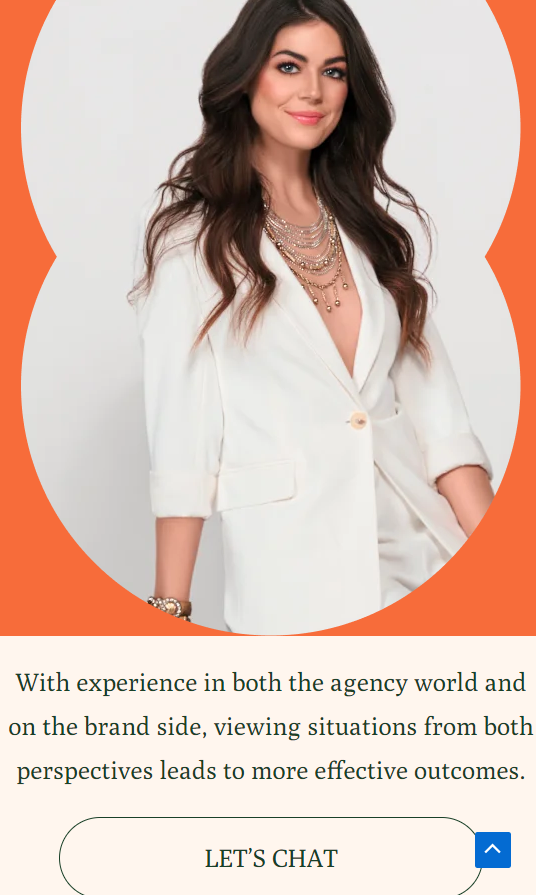 With experience in both the agency world and
on the brand side, viewing situations from both
perspectives leads to more effective outcomes.
LET’S CHAT